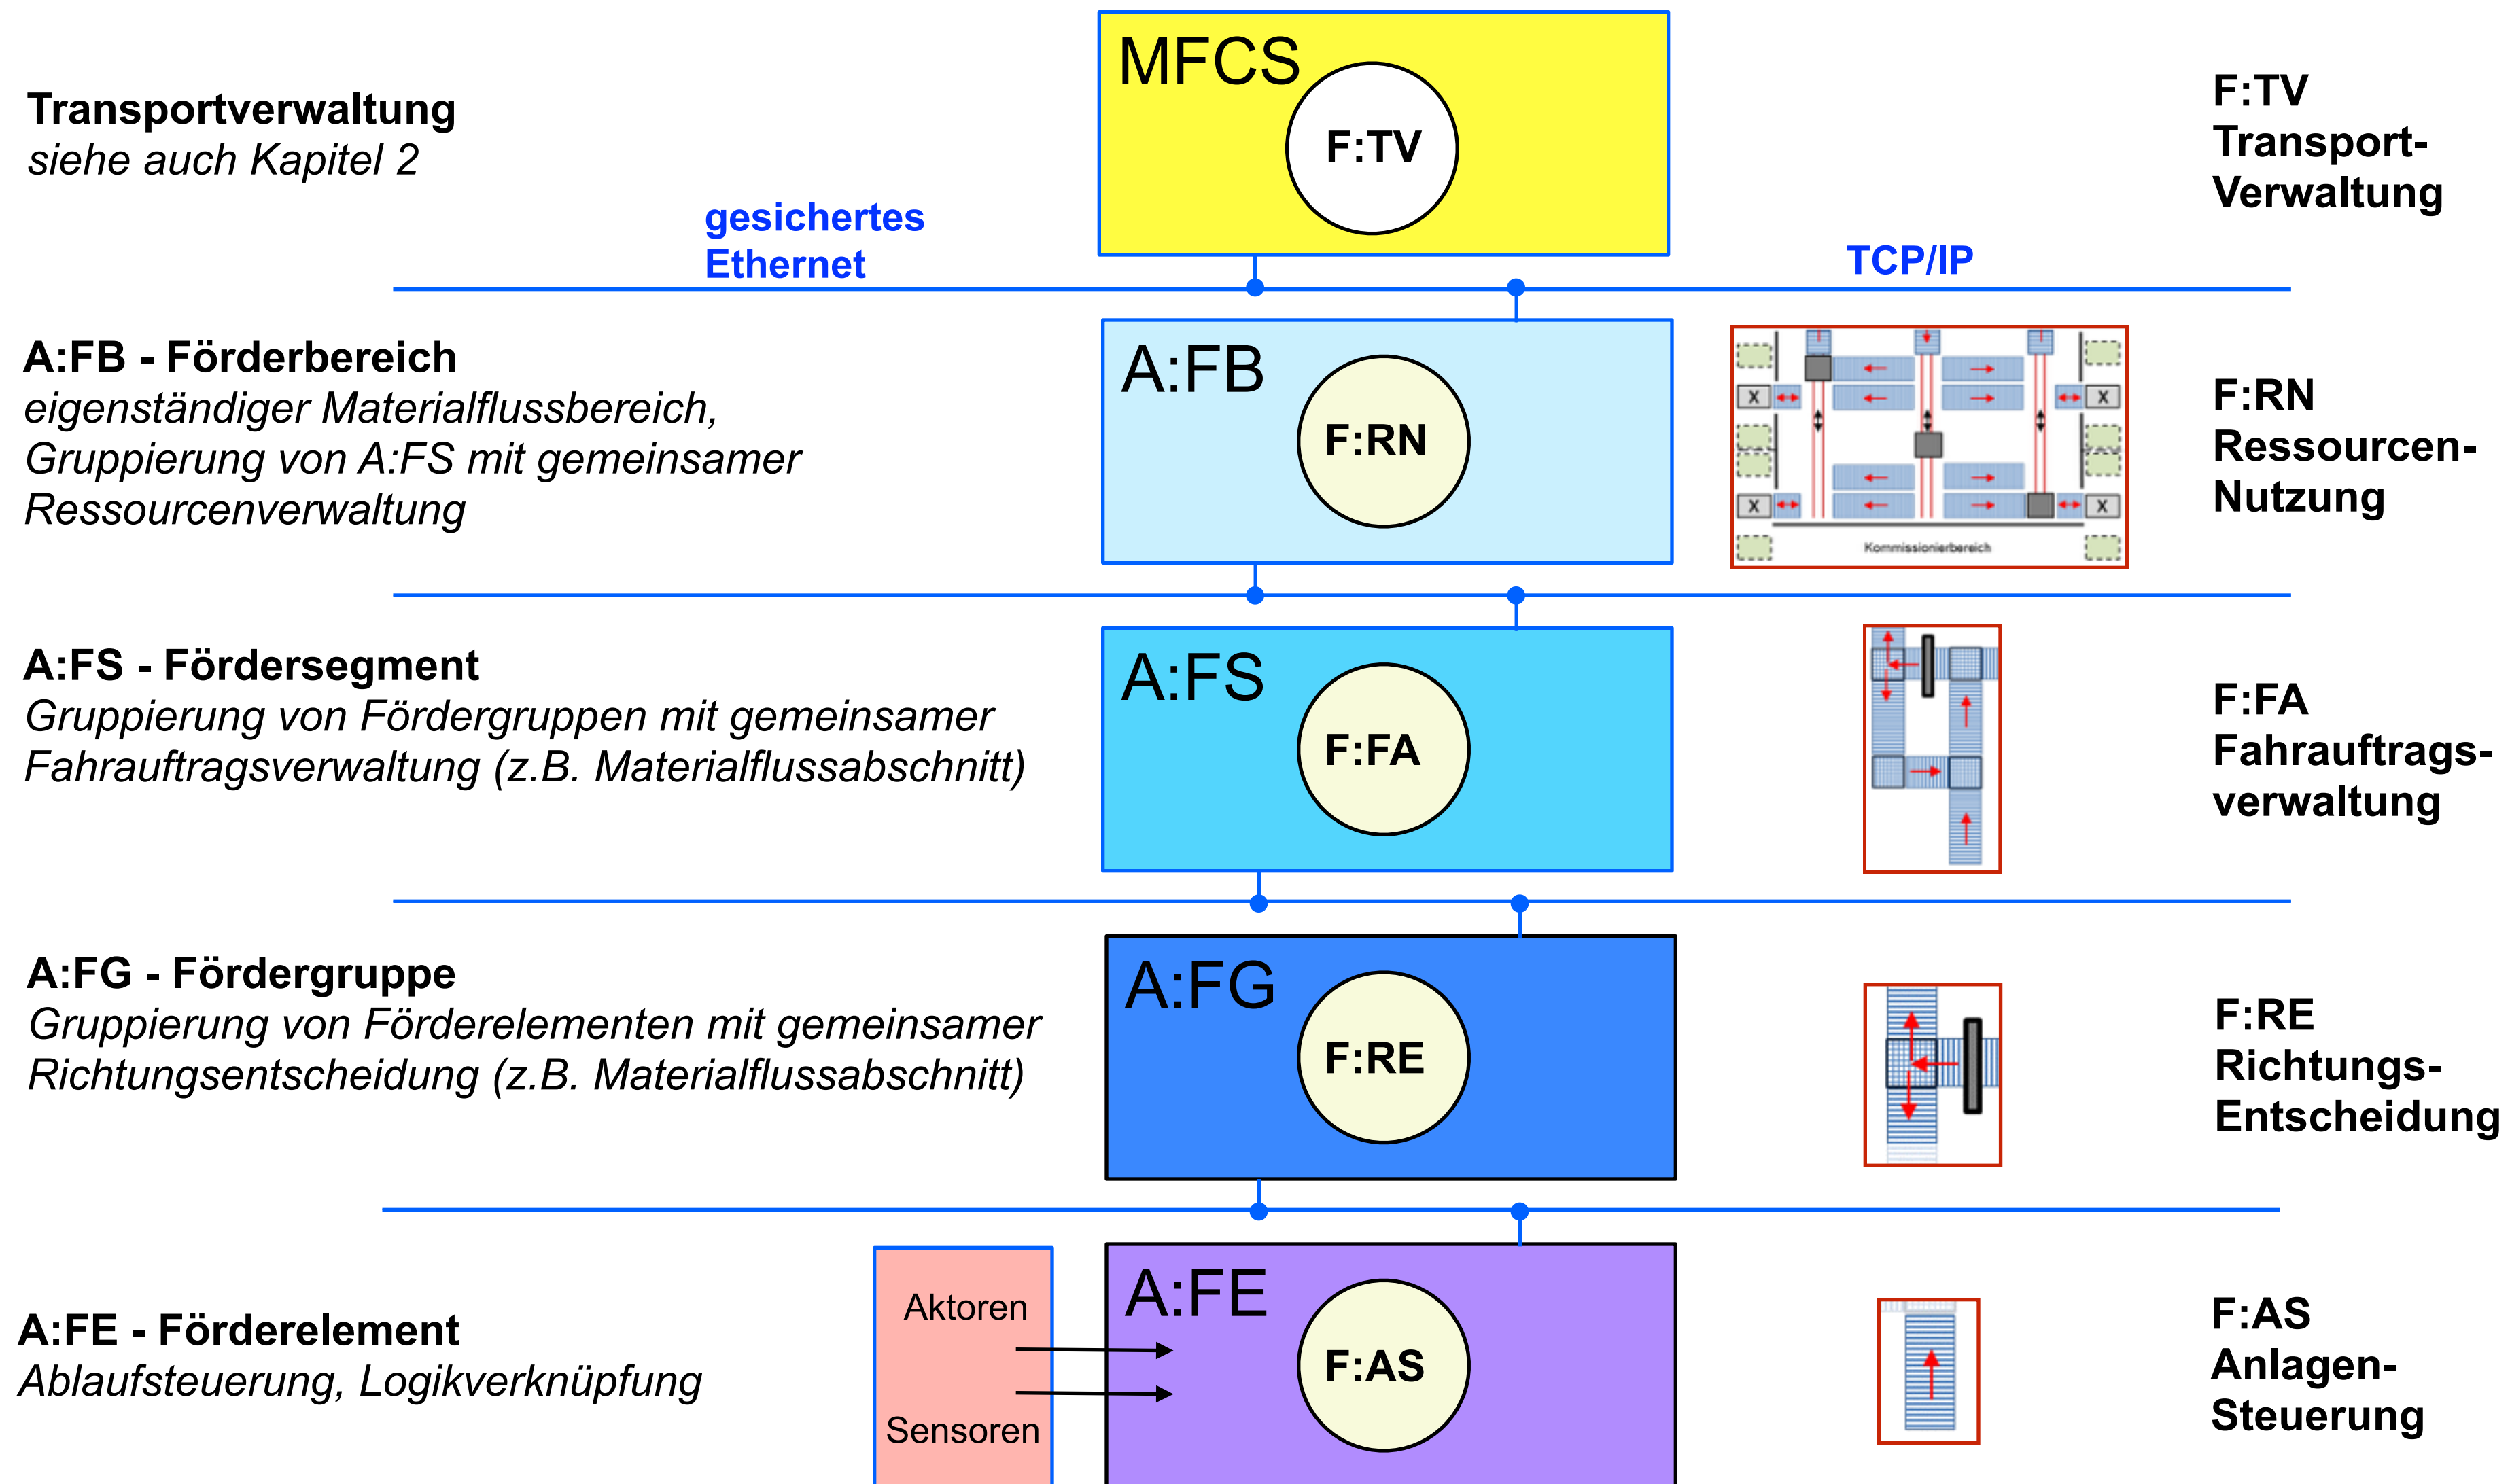 MFCS
F:TV
Transportverwaltung
siehe auch Kapitel 2
F:TV
Transport-
Verwaltung
gesichertes
Ethernet
TCP/IP
A:FB - Förderbereich
eigenständiger Materialflussbereich,
Gruppierung von A:FS mit gemeinsamer
Ressourcenverwaltung
A:FB
F:RN
X
X
X
X
Kommissionierbereich
F:RN
Ressourcen-
Nutzung
A:FS - Fördersegment
Gruppierung von Fördergruppen mit gemeinsamer
Fahrauftragsverwaltung (z.B. Materialflussabschnitt)
A:FS
F:FA
F:FA
Fahrauftrags-
verwaltung
A:FG - Fördergruppe
Gruppierung von Förderelementen mit gemeinsamer
Richtungsentscheidung (z.B. Materialflussabschnitt)
A:FG
F:RE
F:RE
Richtungs-
Entscheidung
A:FE - Förderelement
Ablaufsteuerung, Logikverknüpfung
Aktoren
Sensoren
A:FE
F:AS
F:AS
Anlagen-
Steuerung